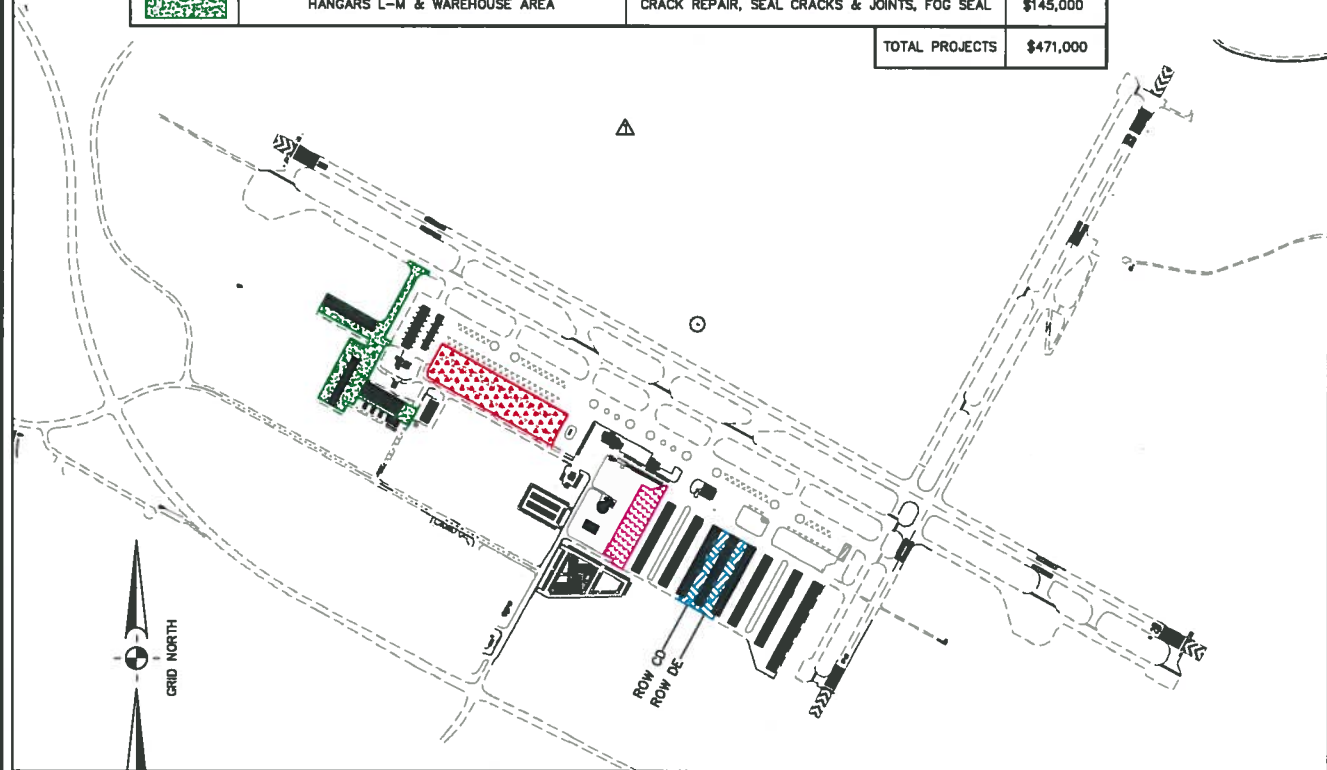 HANGARS L-M & WAREHOUSE AREA
CRACK REPAIR, SEAL CRACKS & JOINTS, FOG SEAL
$145,000
TOTAL PROJECTS
$471,000
GRID NORTH
ROW CD
ROW DE